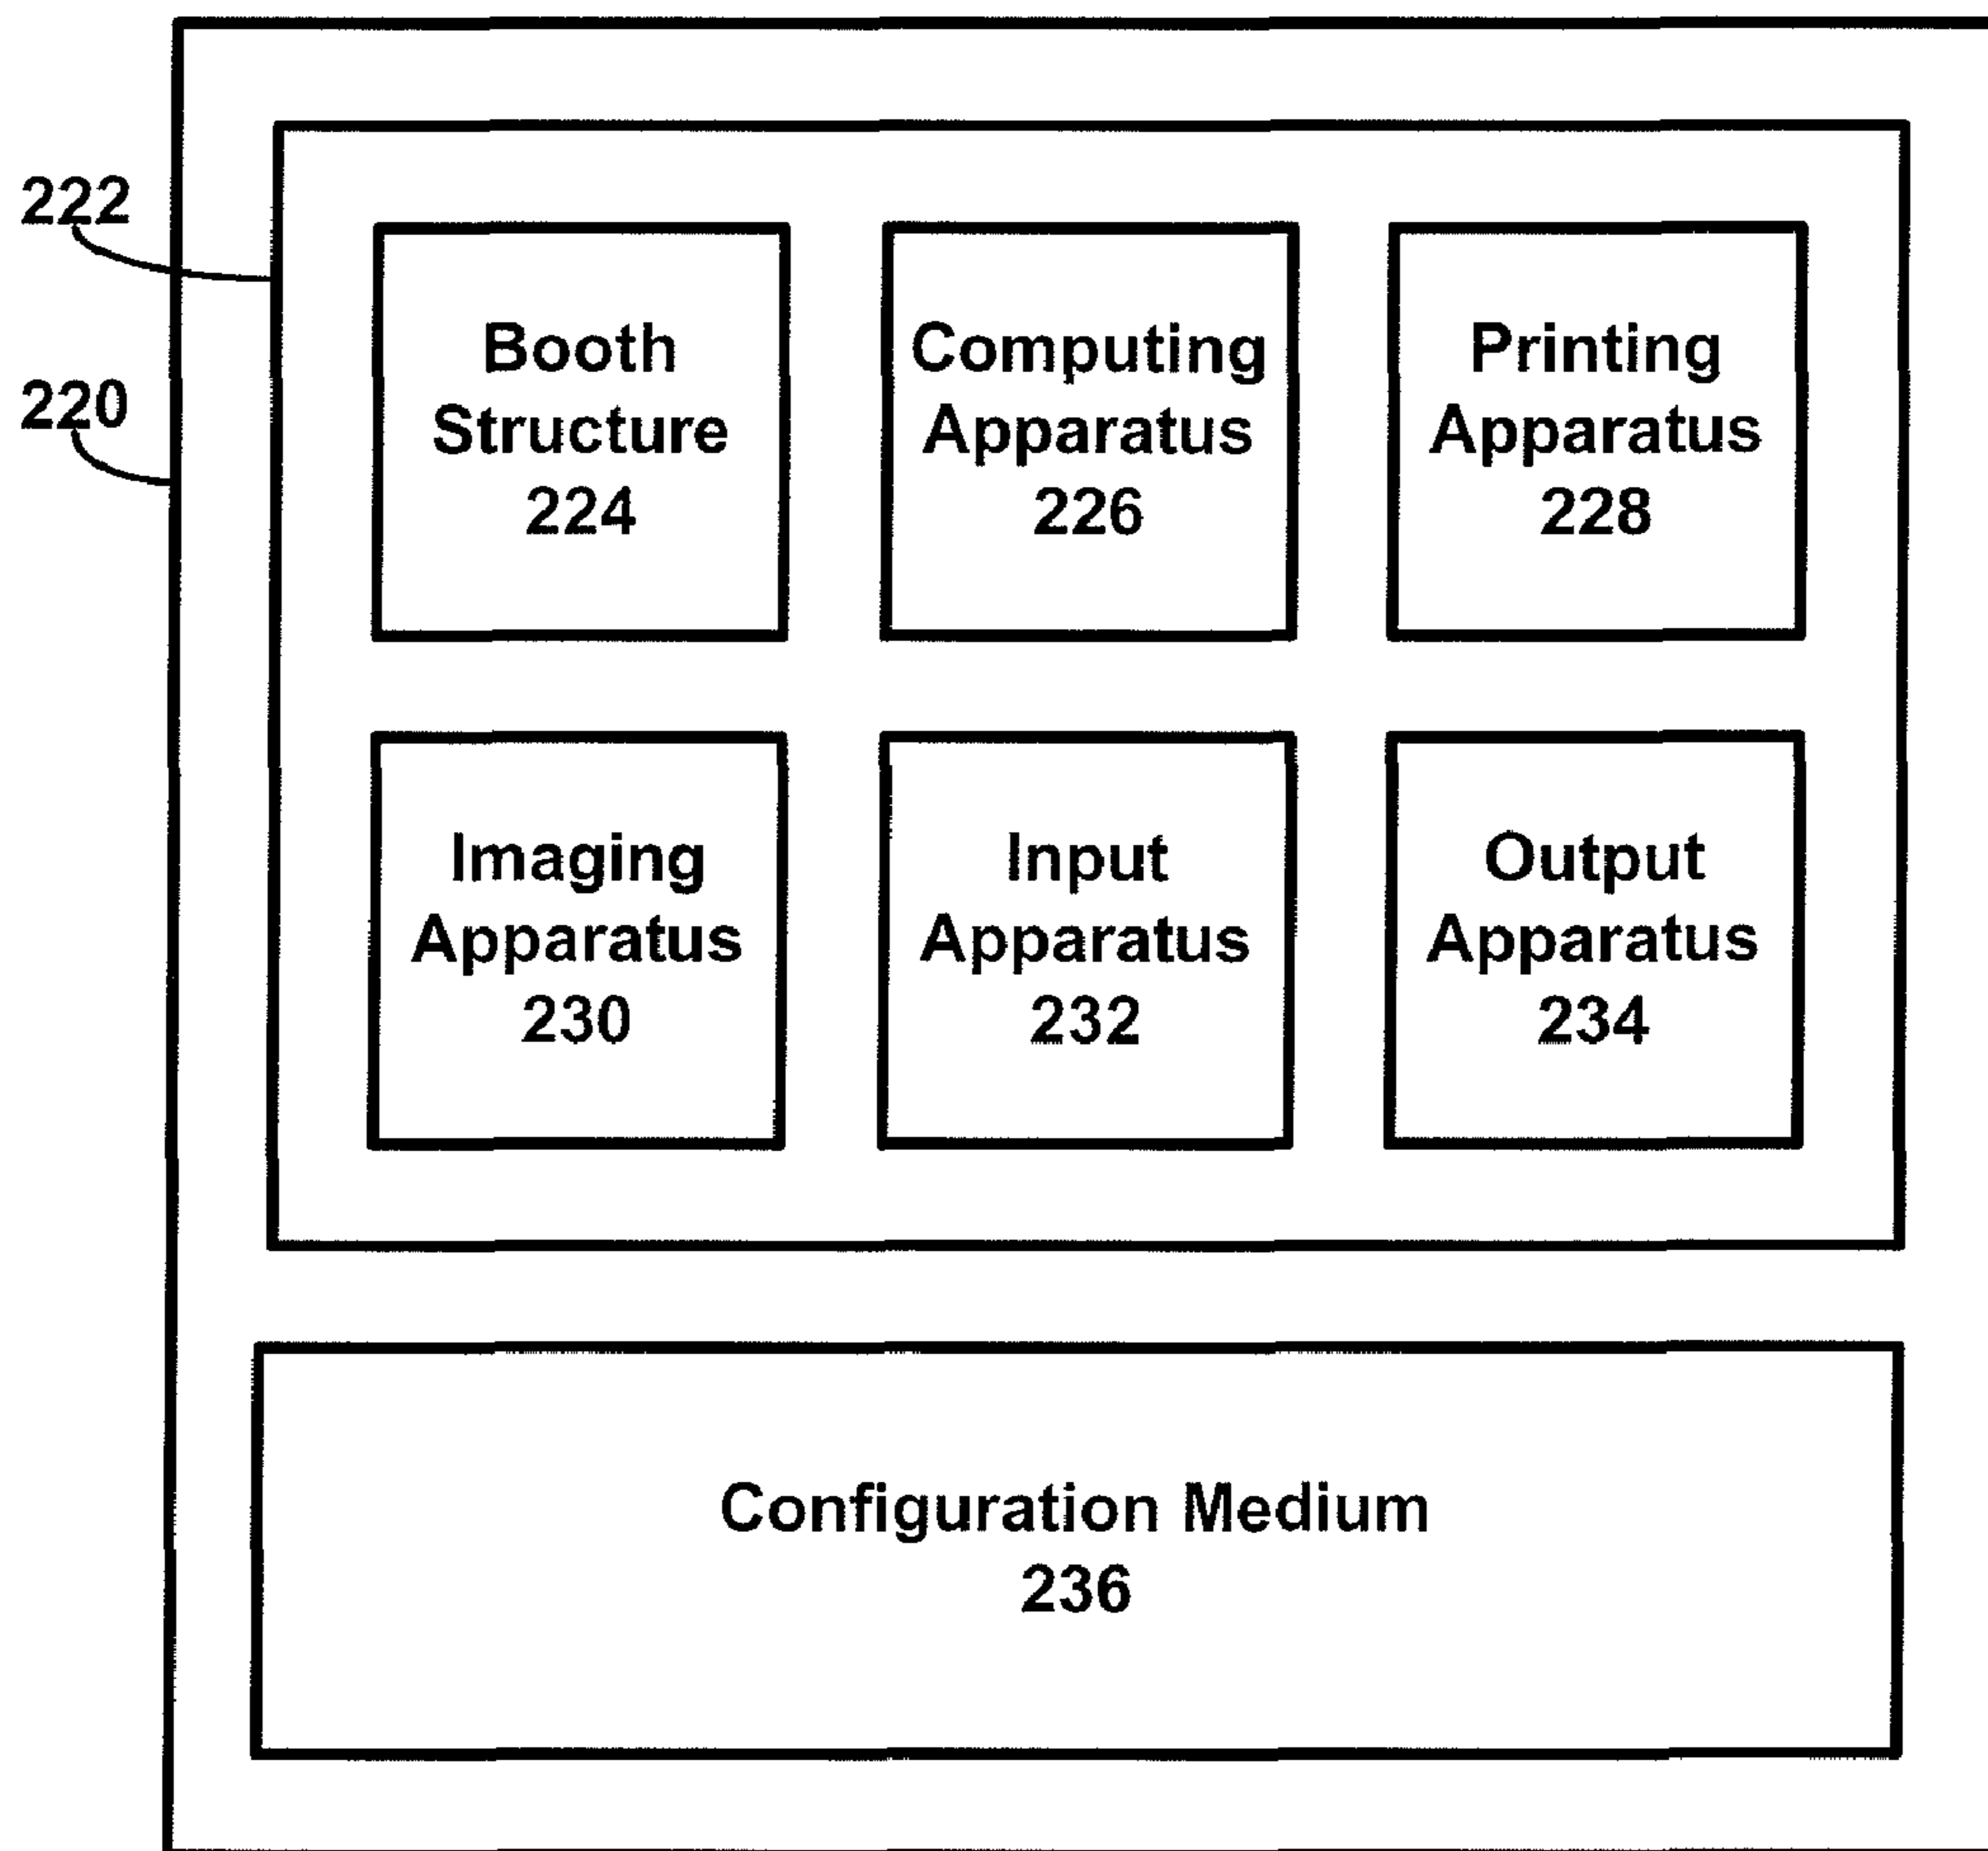 222
220
Booth
Structure
224
Computing
Apparatus
226
Printing
Apparatus
228
Imaging
Apparatus
230
Input
Apparatus
232
Output
Apparatus
234
Configuration Medium
236